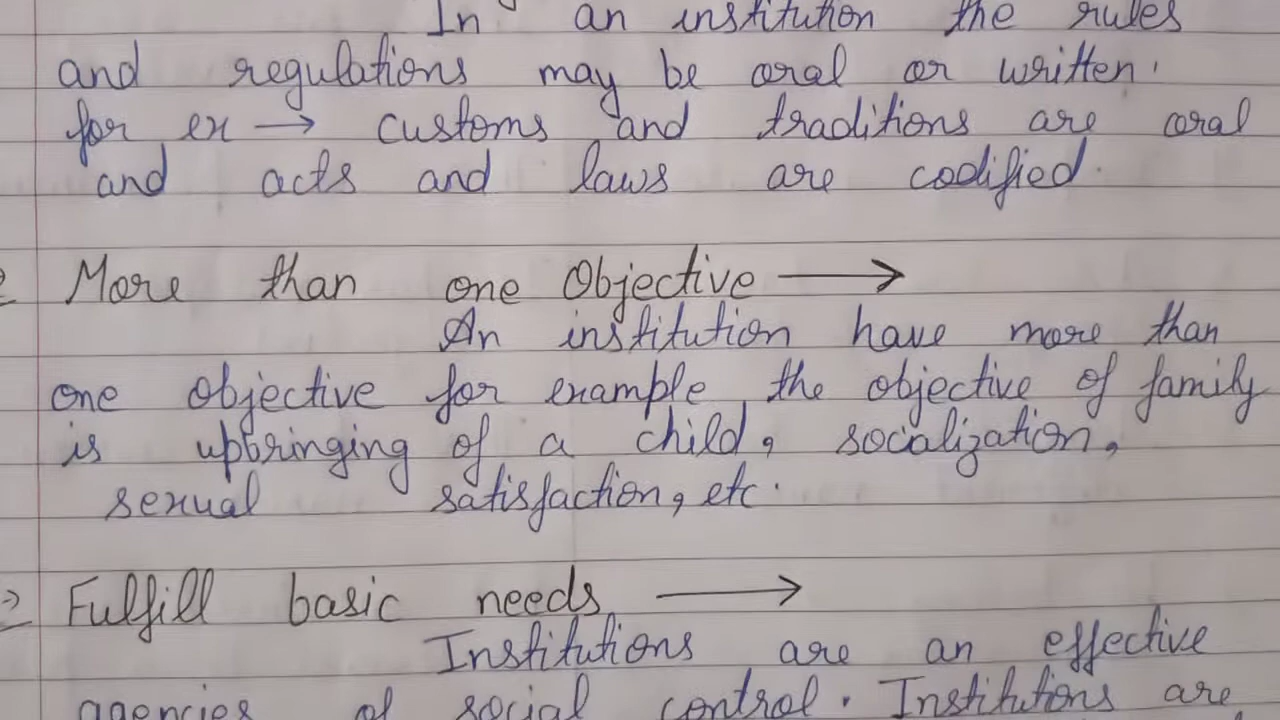 In an institution the rules
and regulations may be oral or written.
for ex → customs and traditions are oral
and acts and laws are codified.
More than one Objective →
An institution have more than
one objective for example, the objective of family
is upbringing of a child, socialization,
sexual satisfaction, etc.
⇒ Fulfill basic needs →
Institutions are an effective
agencies of social control. Institutions are